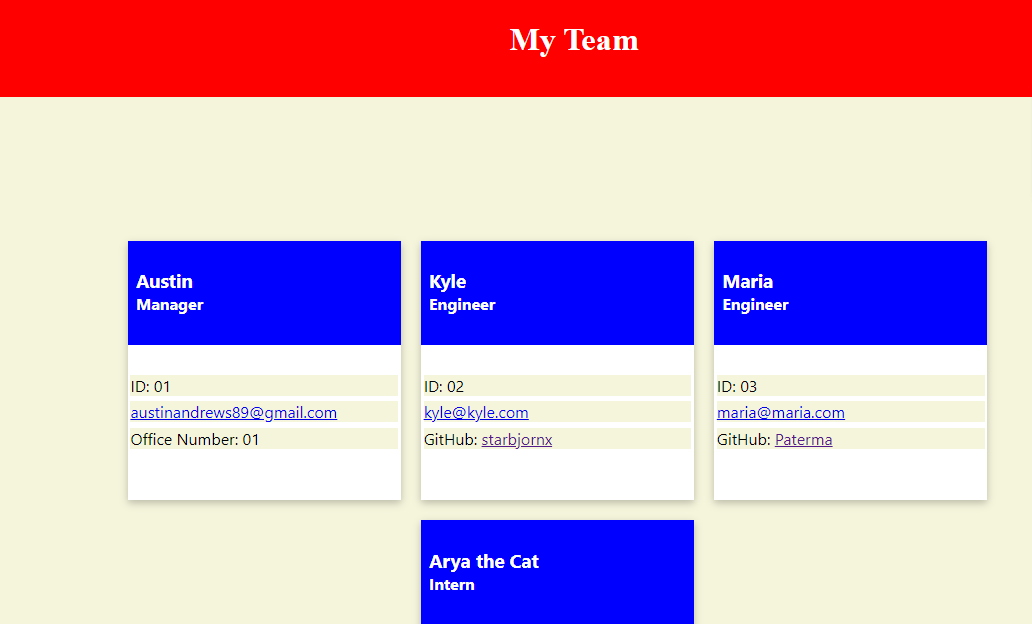 My Team
Austin
Manager
ID: 01
austinandrews89@gmail.com
Office Number: 01
Kyle
Engineer
ID: 02
kyle@kyle.com
GitHub: starbjornx
Maria
Engineer
ID: 03
maria@maria.com
GitHub: Paterma
Arya the Cat
Intern